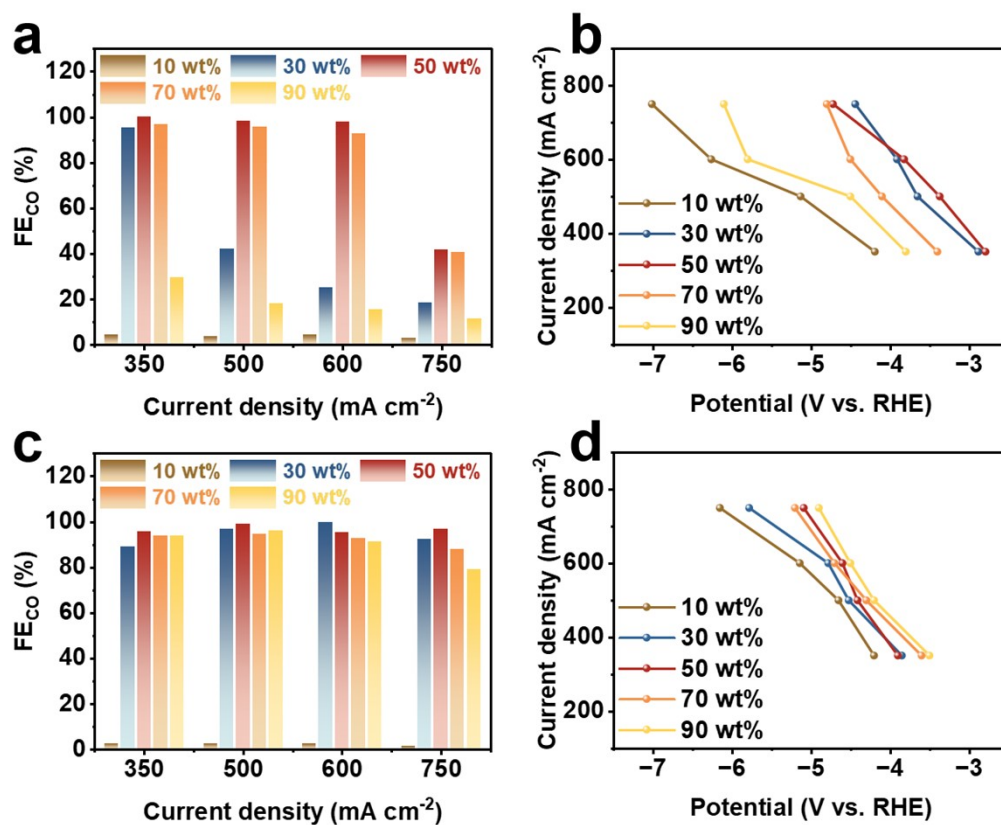 a
120
100
80
60
40
20
0
FE_CO (%)
10 wt% 30 wt% 50 wt%
70 wt% 90 wt%
350 500 600 750
Current density (mA cm⁻²)
b
800
600
400
200
Current density (mA cm⁻²)
10 wt%
30 wt%
50 wt%
70 wt%
90 wt%
−7 −6 −5 −4 −3
Potential (V vs. RHE)
c
120
100
80
60
40
20
0
FE_CO (%)
10 wt% 30 wt% 50 wt%
70 wt% 90 wt%
350 500 600 750
Current density (mA cm⁻²)
d
800
600
400
200
Current density (mA cm⁻²)
10 wt%
30 wt%
50 wt%
70 wt%
90 wt%
−7 −6 −5 −4 −3
Potential (V vs. RHE)